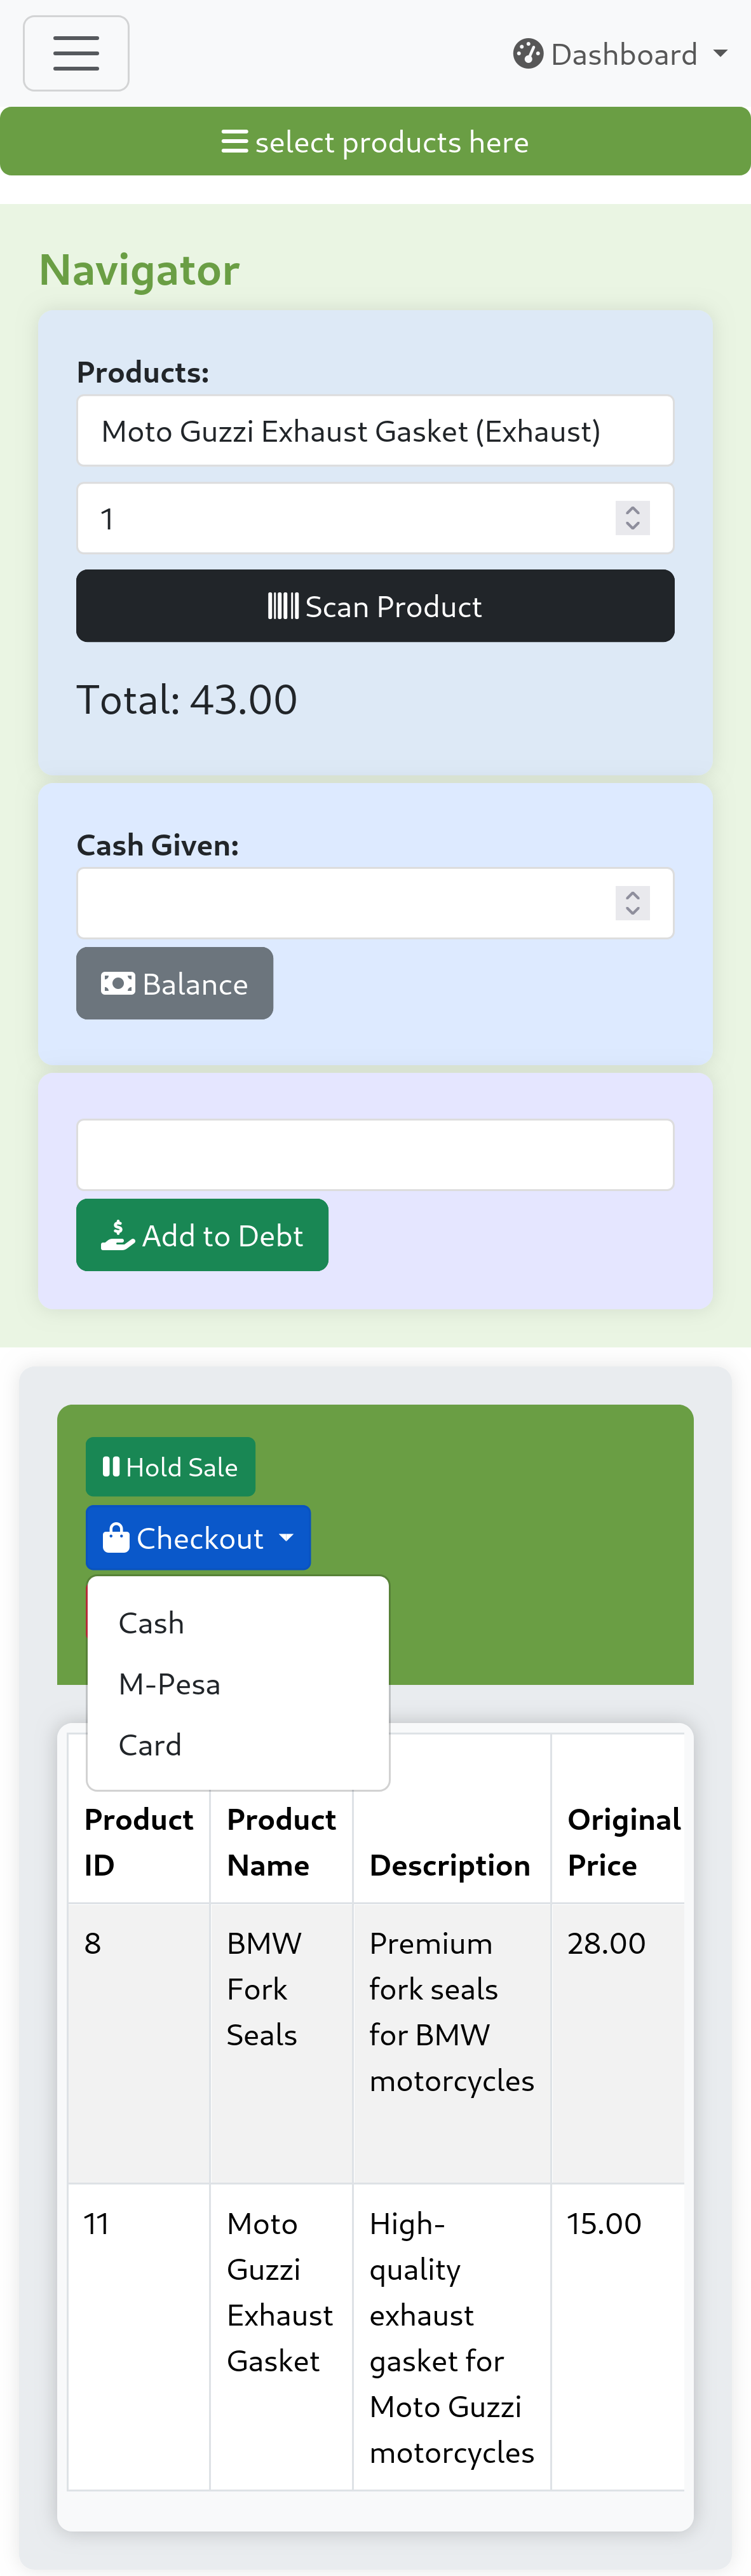 Dashboard
select products here
Navigator
Products:
Moto Guzzi Exhaust Gasket (Exhaust)
1
Scan Product
Total: 43.00
Cash Given:
Balance
Add to Debt
Hold Sale
Checkout
Cash
M-Pesa
Card
Product ID
Product Name
Description
Original Price
8
BMW Fork Seals
Premium fork seals for BMW motorcycles
28.00
11
Moto Guzzi Exhaust Gasket
High-quality exhaust gasket for Moto Guzzi motorcycles
15.00